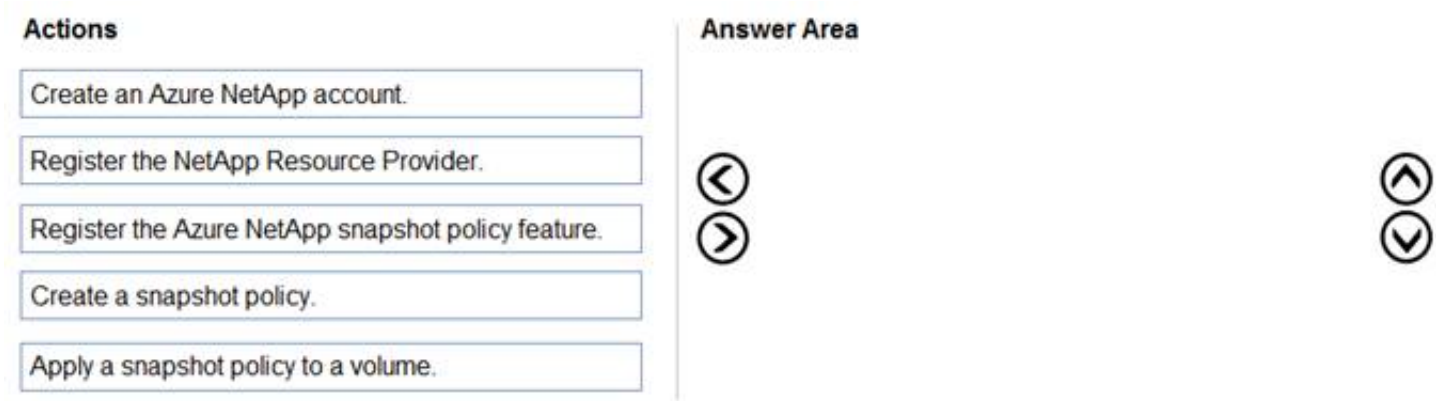 Actions
Answer Area
Create an Azure NetApp account.
Register the NetApp Resource Provider.
Register the Azure NetApp snapshot policy feature.
Create a snapshot policy.
Apply a snapshot policy to a volume.